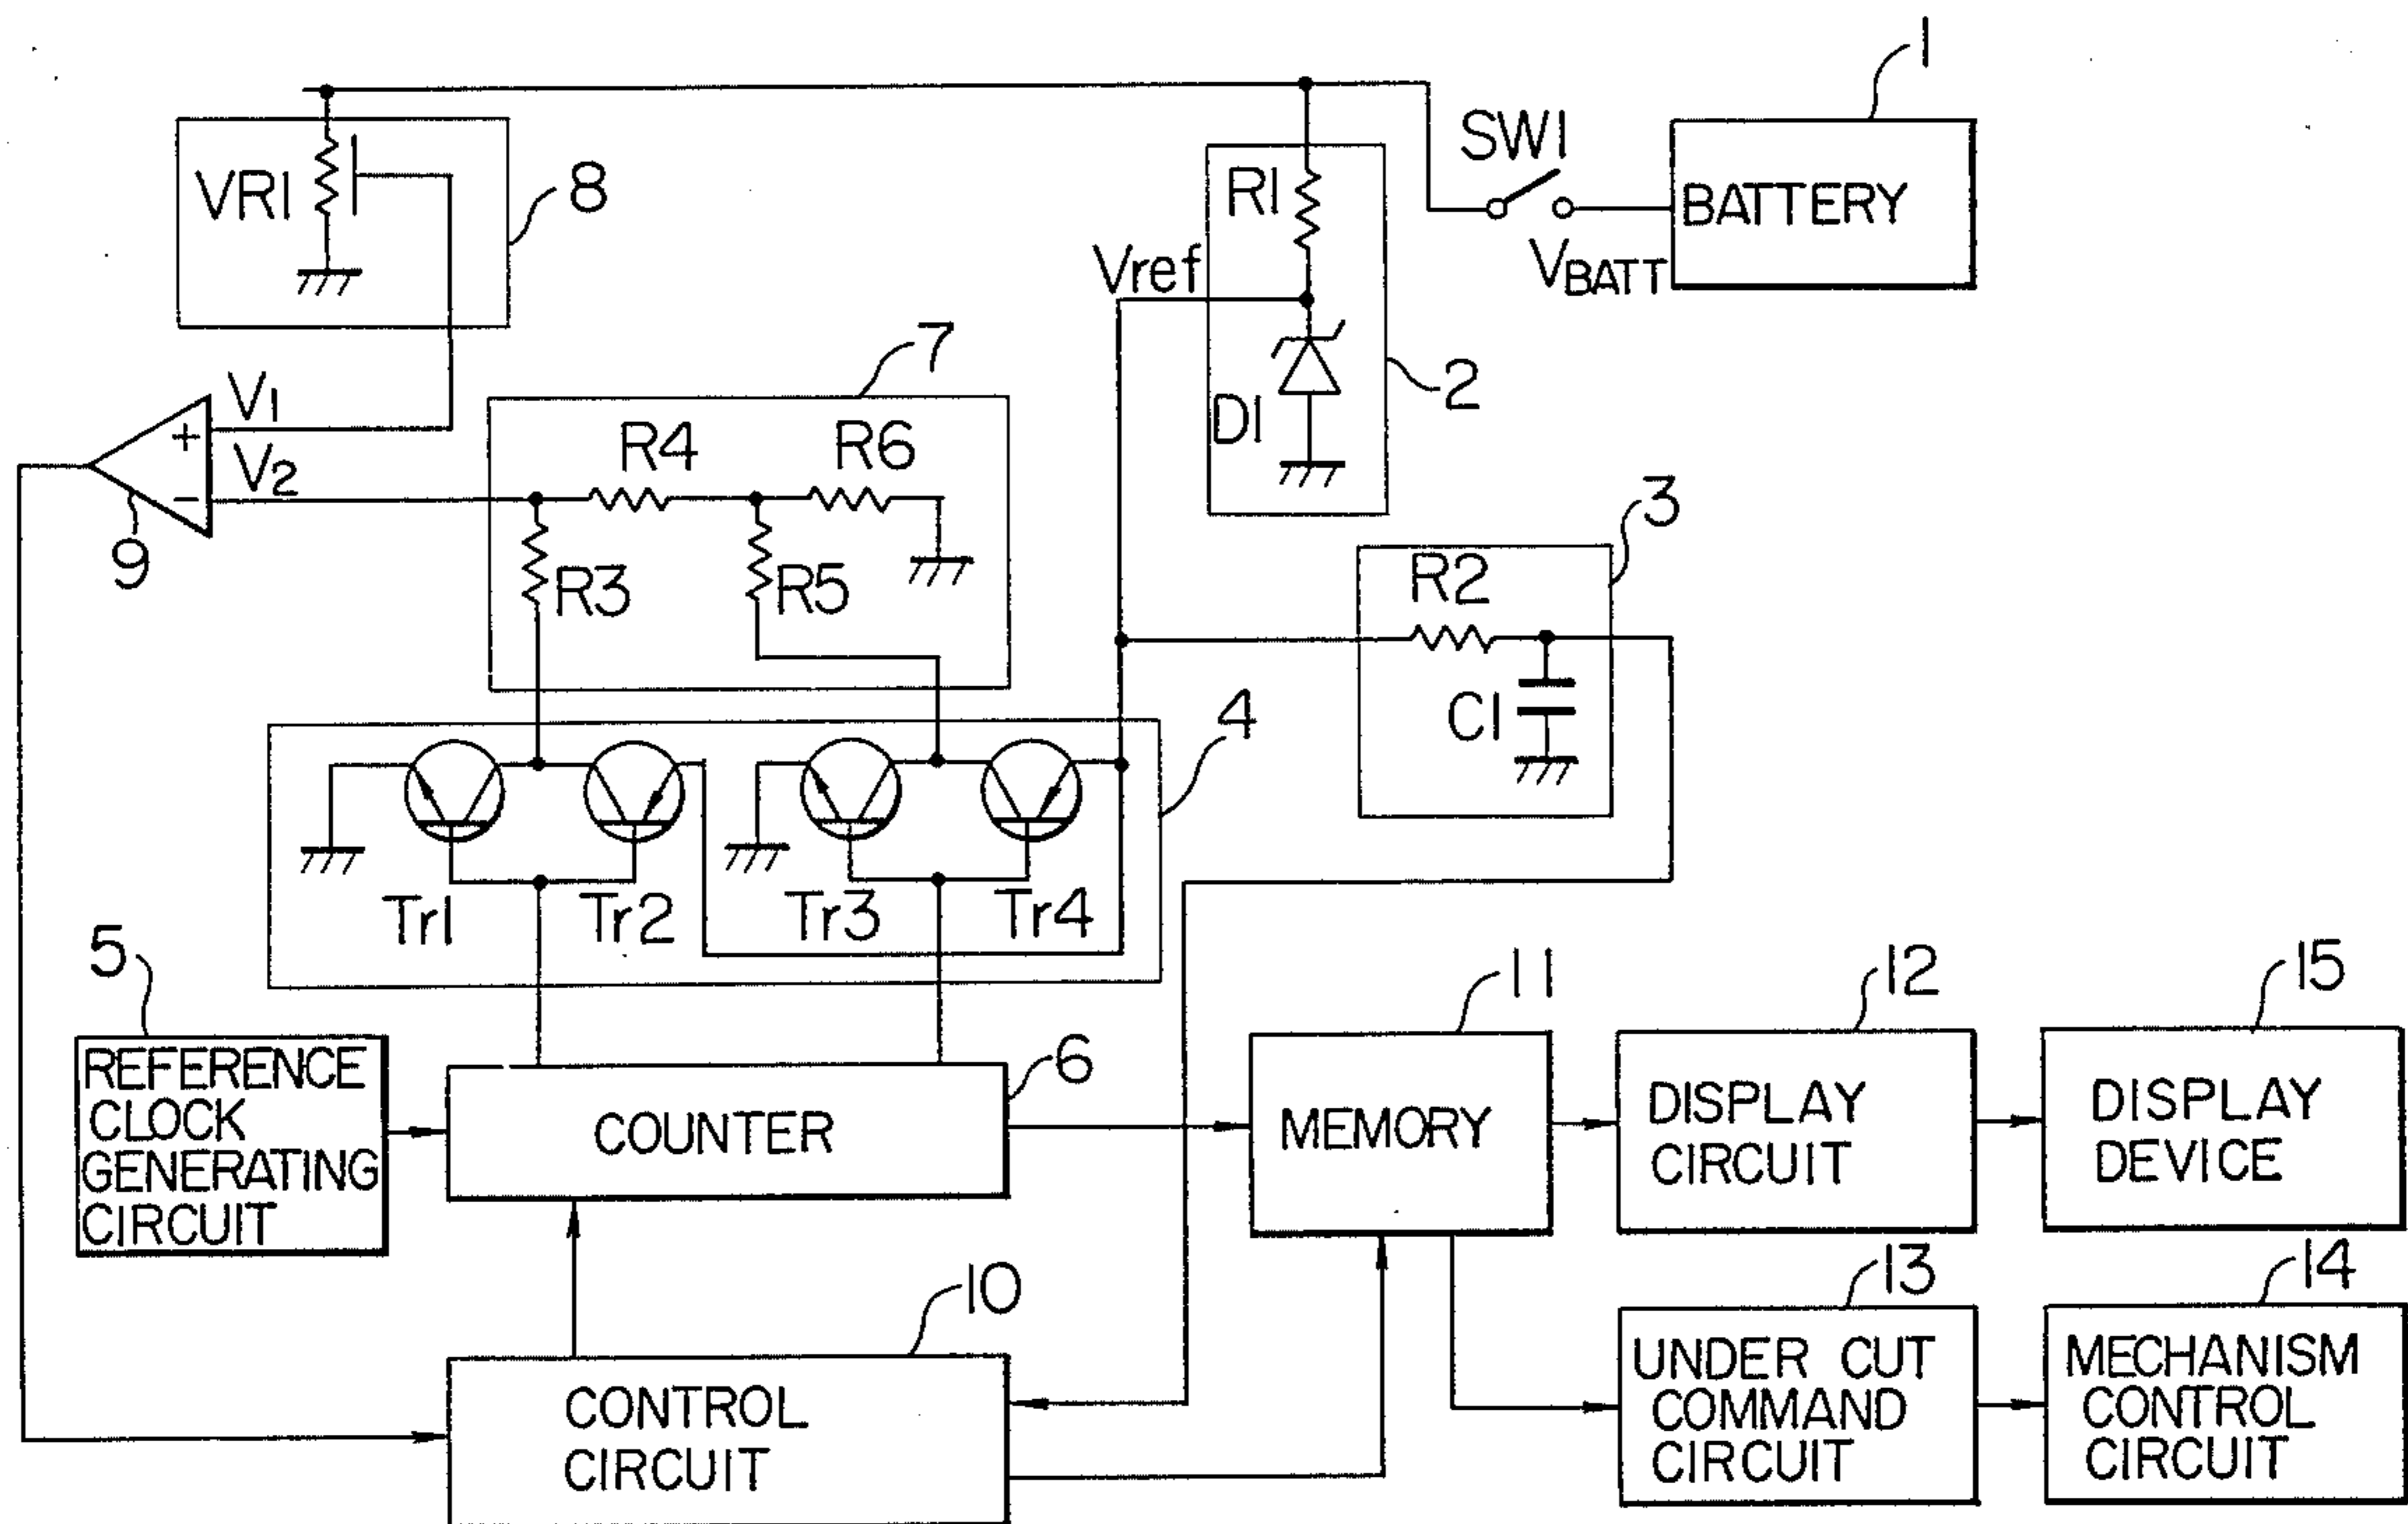 1
SW1
BATTERY
VBATT
VR1
8
R1
Vref
D1
2
7
V1
+
V2
−
9
R4
R6
R3
R5
3
R2
C1
4
Tr1
Tr2
Tr3
Tr4
5
REFERENCE
CLOCK
GENERATING
CIRCUIT
6
COUNTER
11
MEMORY
12
DISPLAY
CIRCUIT
15
DISPLAY
DEVICE
10
CONTROL
CIRCUIT
13
UNDER CUT
COMMAND
CIRCUIT
14
MECHANISM
CONTROL
CIRCUIT